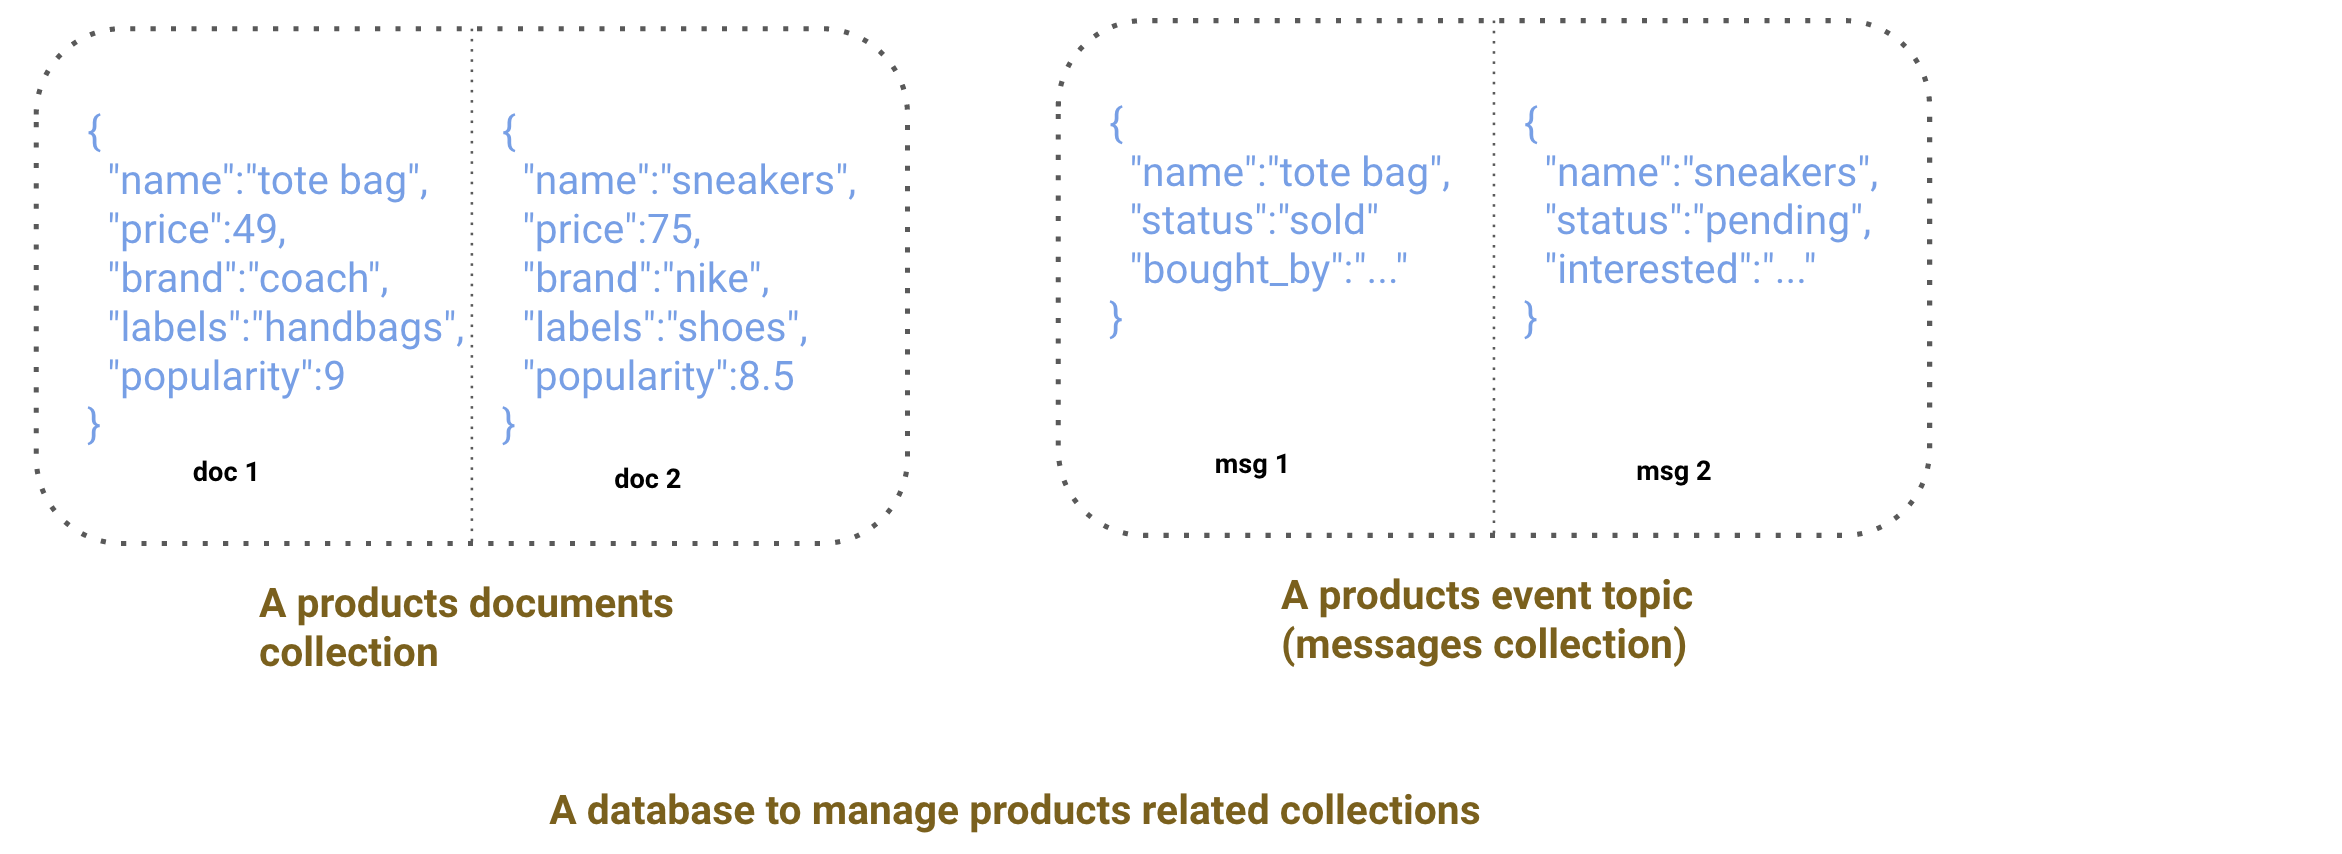 {
"name":"tote bag",
"price":49,
"brand":"coach",
"labels":"handbags",
"popularity":9
}
doc 1
{
"name":"sneakers",
"price":75,
"brand":"nike",
"labels":"shoes",
"popularity":8.5
}
doc 2
A products documents
collection
{
"name":"tote bag",
"status":"sold"
"bought_by":"..."
}
msg 1
{
"name":"sneakers",
"status":"pending",
"interested":"..."
}
msg 2
A products event topic
(messages collection)
A database to manage products related collections